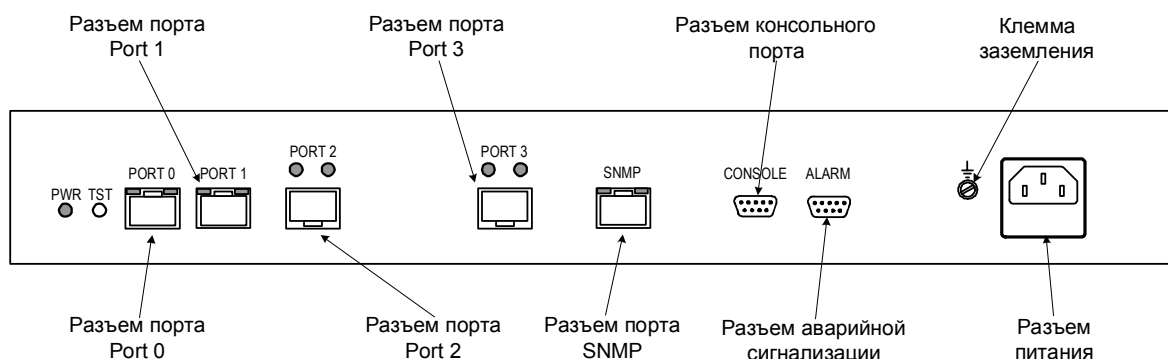 Разъем порта
Port 1
Разъем порта
Port 3
Разъем консольного
порта
Клемма
заземления
PORT 2
PORT 3
PORT 0
PORT 1
SNMP
CONSOLE
ALARM
PWR
TST
Разъем порта
Port 0
Разъем порта
Port 2
Разъем порта
SNMP
Разъем аварийной
сигнализации
Разъем
питания